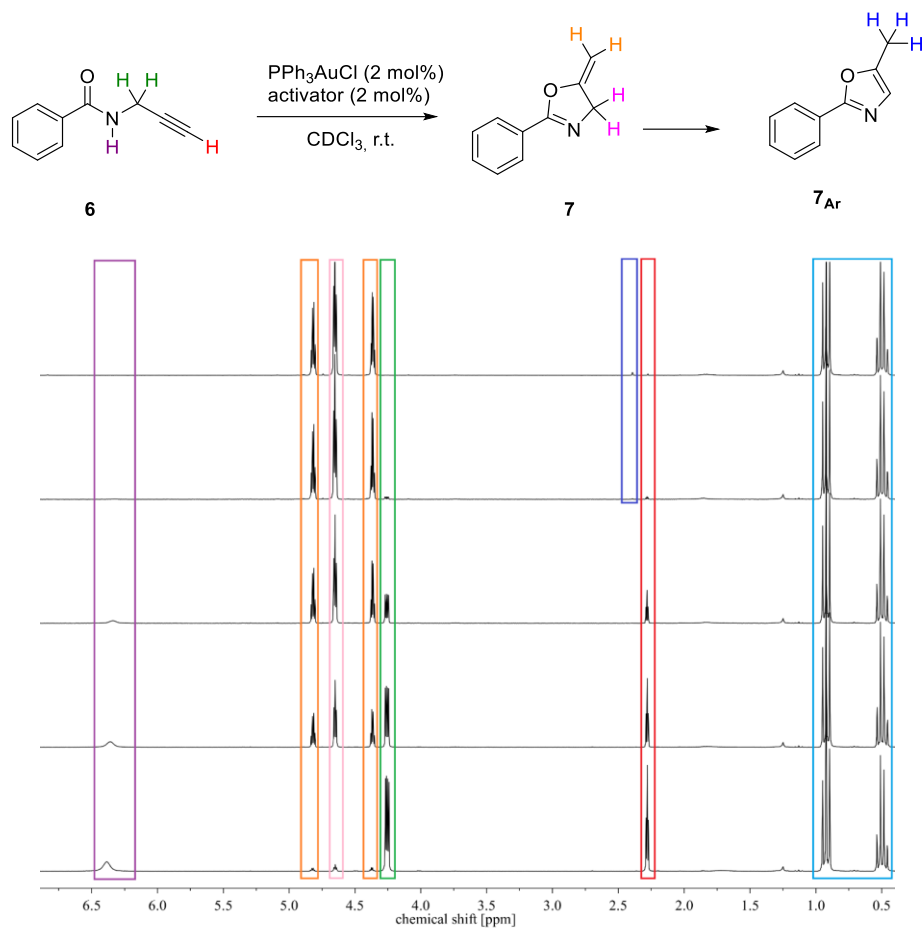 H H H
H H
O H H PPh₃AuCl (2 mol%) O
activator (2 mol%) O H
N N
H H CDCl₃, r.t. N H
6 7 7Ar
6.5 6.0 5.5 5.0 4.5 4.0 3.5 3.0 2.5 2.0 1.5 1.0 0.5
chemical shift [ppm]